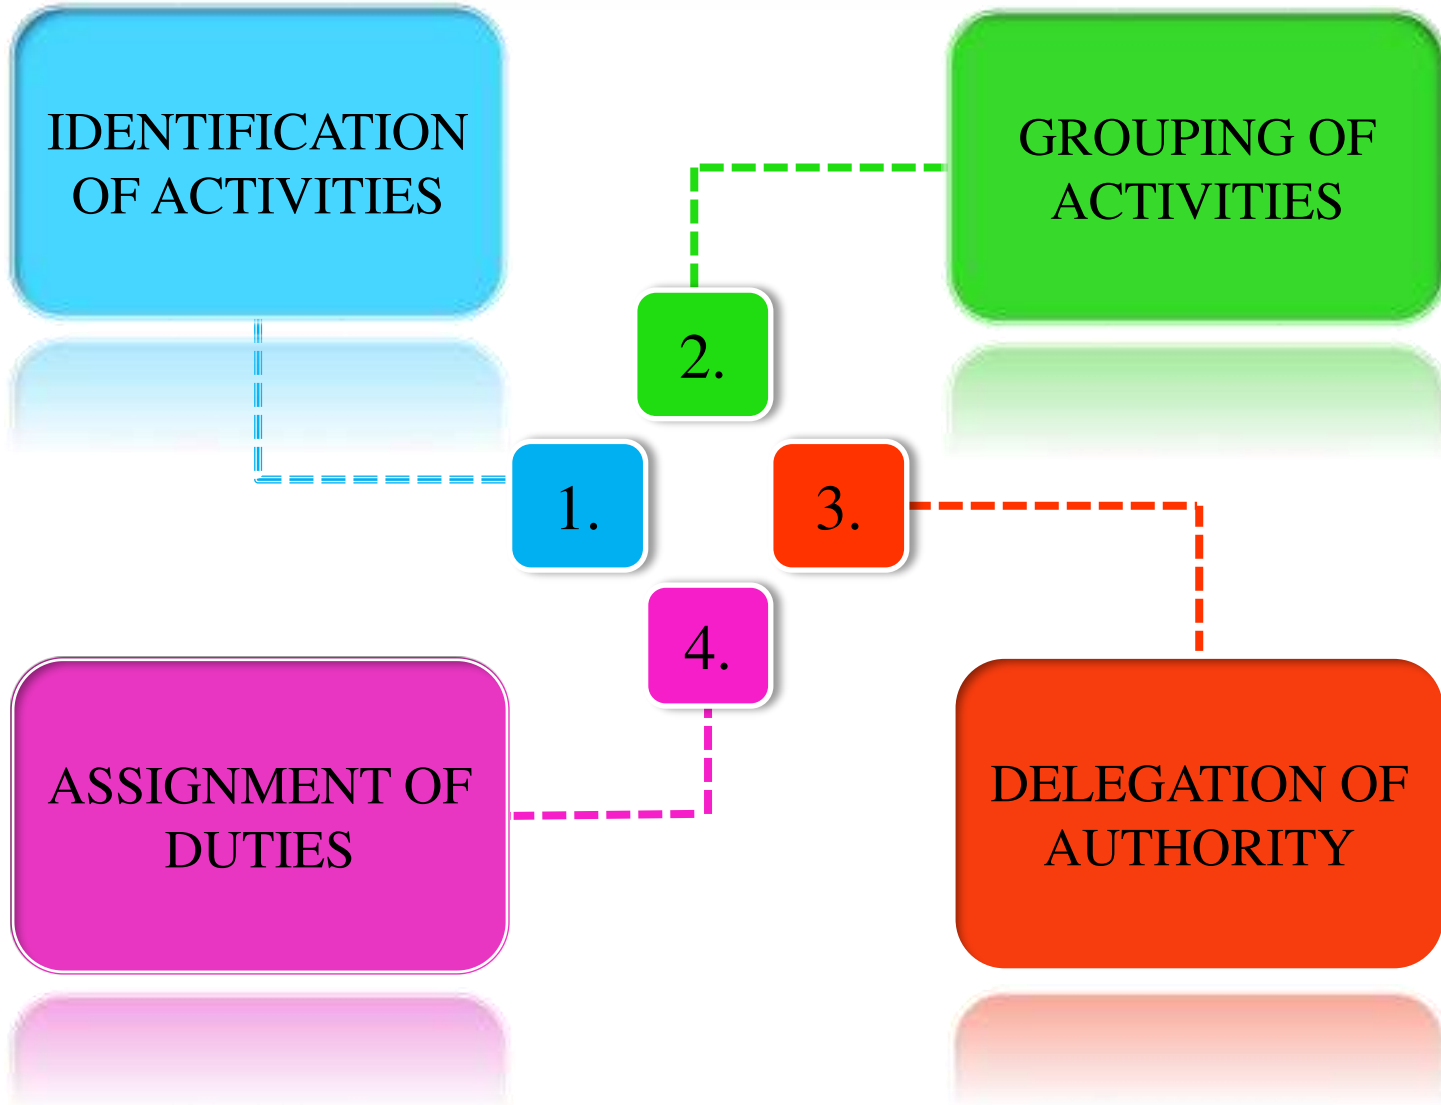 IDENTIFICATION
OF ACTIVITIES
GROUPING OF
ACTIVITIES
2.
1.
3.
4.
ASSIGNMENT OF
DUTIES
DELEGATION OF
AUTHORITY